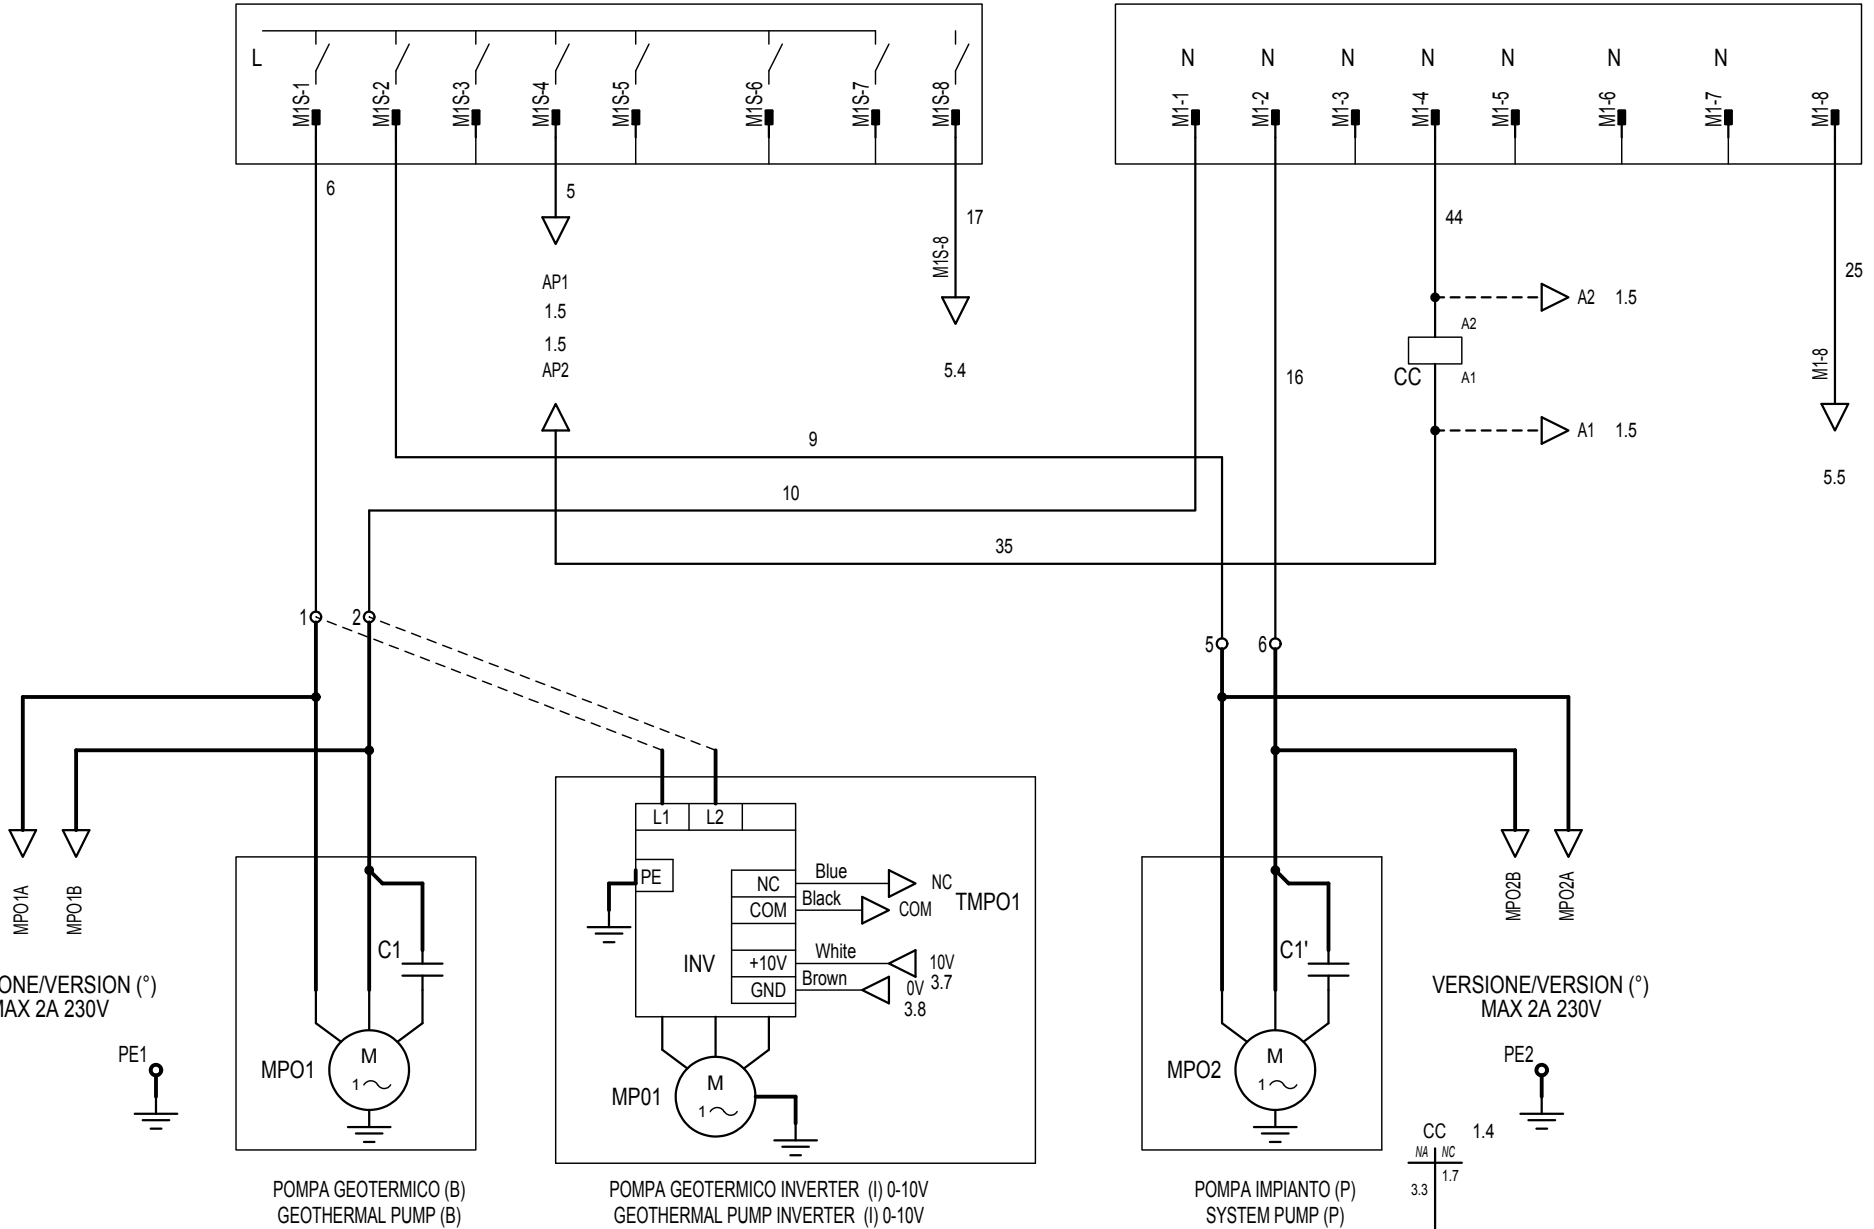 L
M1S-1
M1S-2
M1S-3
M1S-4
M1S-5
M1S-6
M1S-7
M1S-8
N N N N N N N
M1-1
M1-2
M1-3
M1-4
M1-5
M1-6
M1-7
M1-8
6
5
17
M1S-8
44
25
AP1
1.5
1.5
AP2
5.4
A2 1.5
A2
CC
A1
A1 1.5
16
M1-8
5.5
9
10
35
1
2
5
6
MPO1A
MPO1B
L1 L2
PE
NC
COM
INV
+10V
GND
Blue
Black
White
Brown
NC
COM
TMPO1
10V
3.7
0V
3.8
C1
C1'
MPO2B
MPO2A
ONE/VERSION (°)
MAX 2A 230V
VERSIONE/VERSION (°)
MAX 2A 230V
PE1
MPO1
M
1
MP01
M
1
MPO2
M
1
PE2
CC 1.4
NA NC
3.3 1.7
POMPA GEOTERMICO (B)
GEOTHERMAL PUMP (B)
POMPA GEOTERMICO INVERTER (I) 0-10V
GEOTHERMAL PUMP INVERTER (I) 0-10V
POMPA IMPIANTO (P)
SYSTEM PUMP (P)